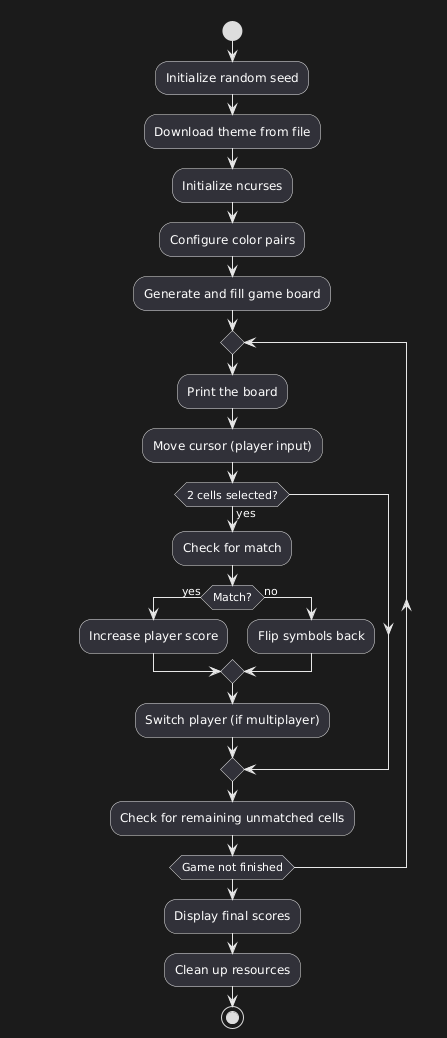 Initialize random seed
Download theme from file
Initialize ncurses
Configure color pairs
Generate and fill game board
Print the board
Move cursor (player input)
2 cells selected?
yes
Check for match
yes
Match?
no
Increase player score
Flip symbols back
Switch player (if multiplayer)
Check for remaining unmatched cells
Game not finished
Display final scores
Clean up resources